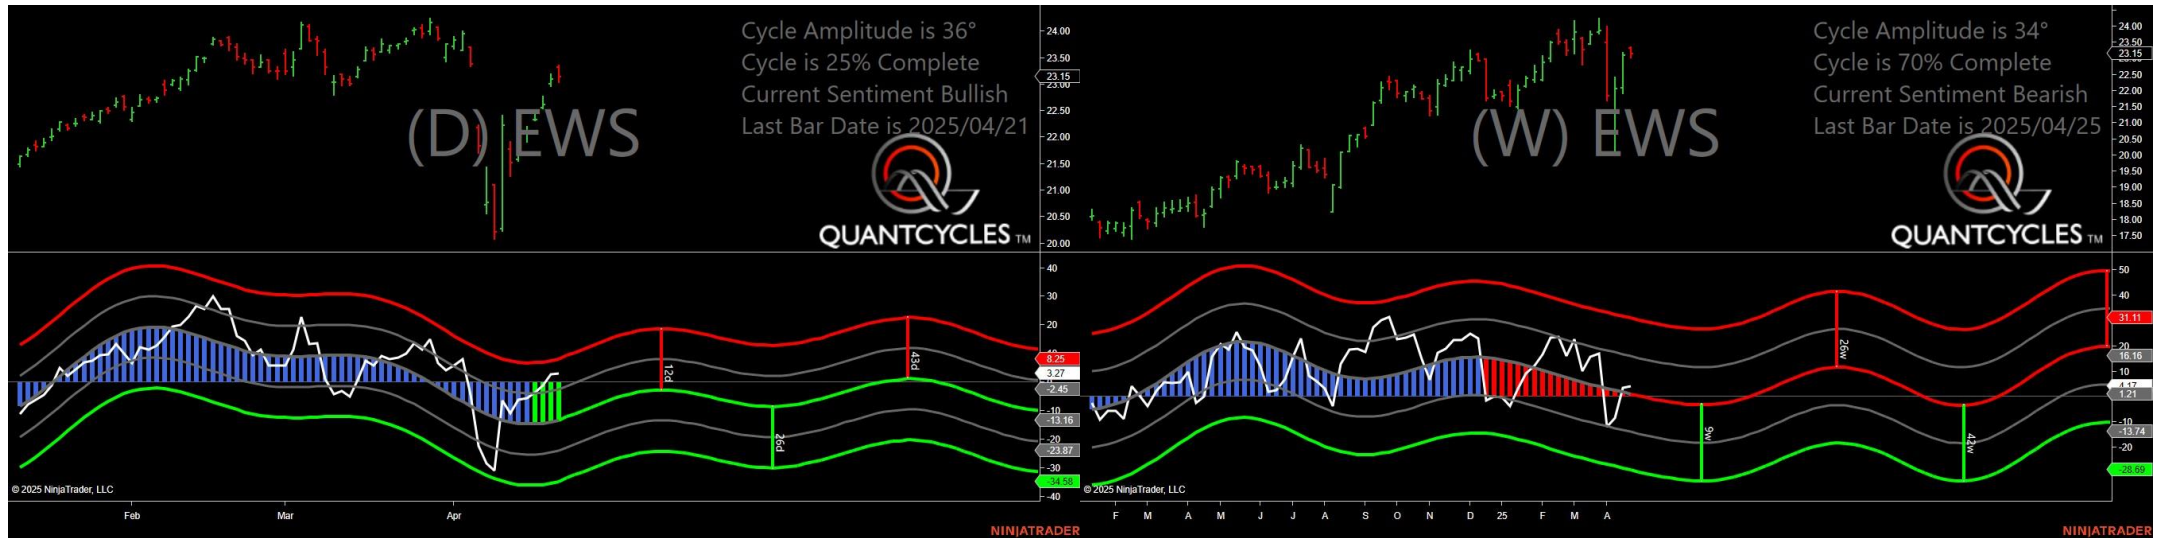 Cycle Amplitude is 36°
Cycle is 25% Complete
Current Sentiment Bullish
Last Bar Date is 2025/04/21
(D) EWS
QUANTCYCLES TM
24.00
23.50
23.15
23.00
22.50
22.00
21.50
21.00
20.50
20.00
40
30
20
8.25
3.27
-2.45
-10
-13.16
-20
-23.87
-30
-34.58
-40
12d
26d
43d
© 2025 NinjaTrader, LLC
Feb Mar Apr
NINJATRADER
Cycle Amplitude is 34°
Cycle is 70% Complete
Current Sentiment Bearish
Last Bar Date is 2025/04/25
(W) EWS
QUANTCYCLES TM
24.00
23.50
23.15
22.50
22.00
21.50
21.00
20.50
20.00
19.50
19.00
18.50
18.00
17.50
50
40
31.11
20
16.16
10
4.17
1.21
-10
-13.74
-20
-28.69
9w
26w
42w
© 2025 NinjaTrader, LLC
F M A M J J A S O N D 25 F M A
NINJATRADER